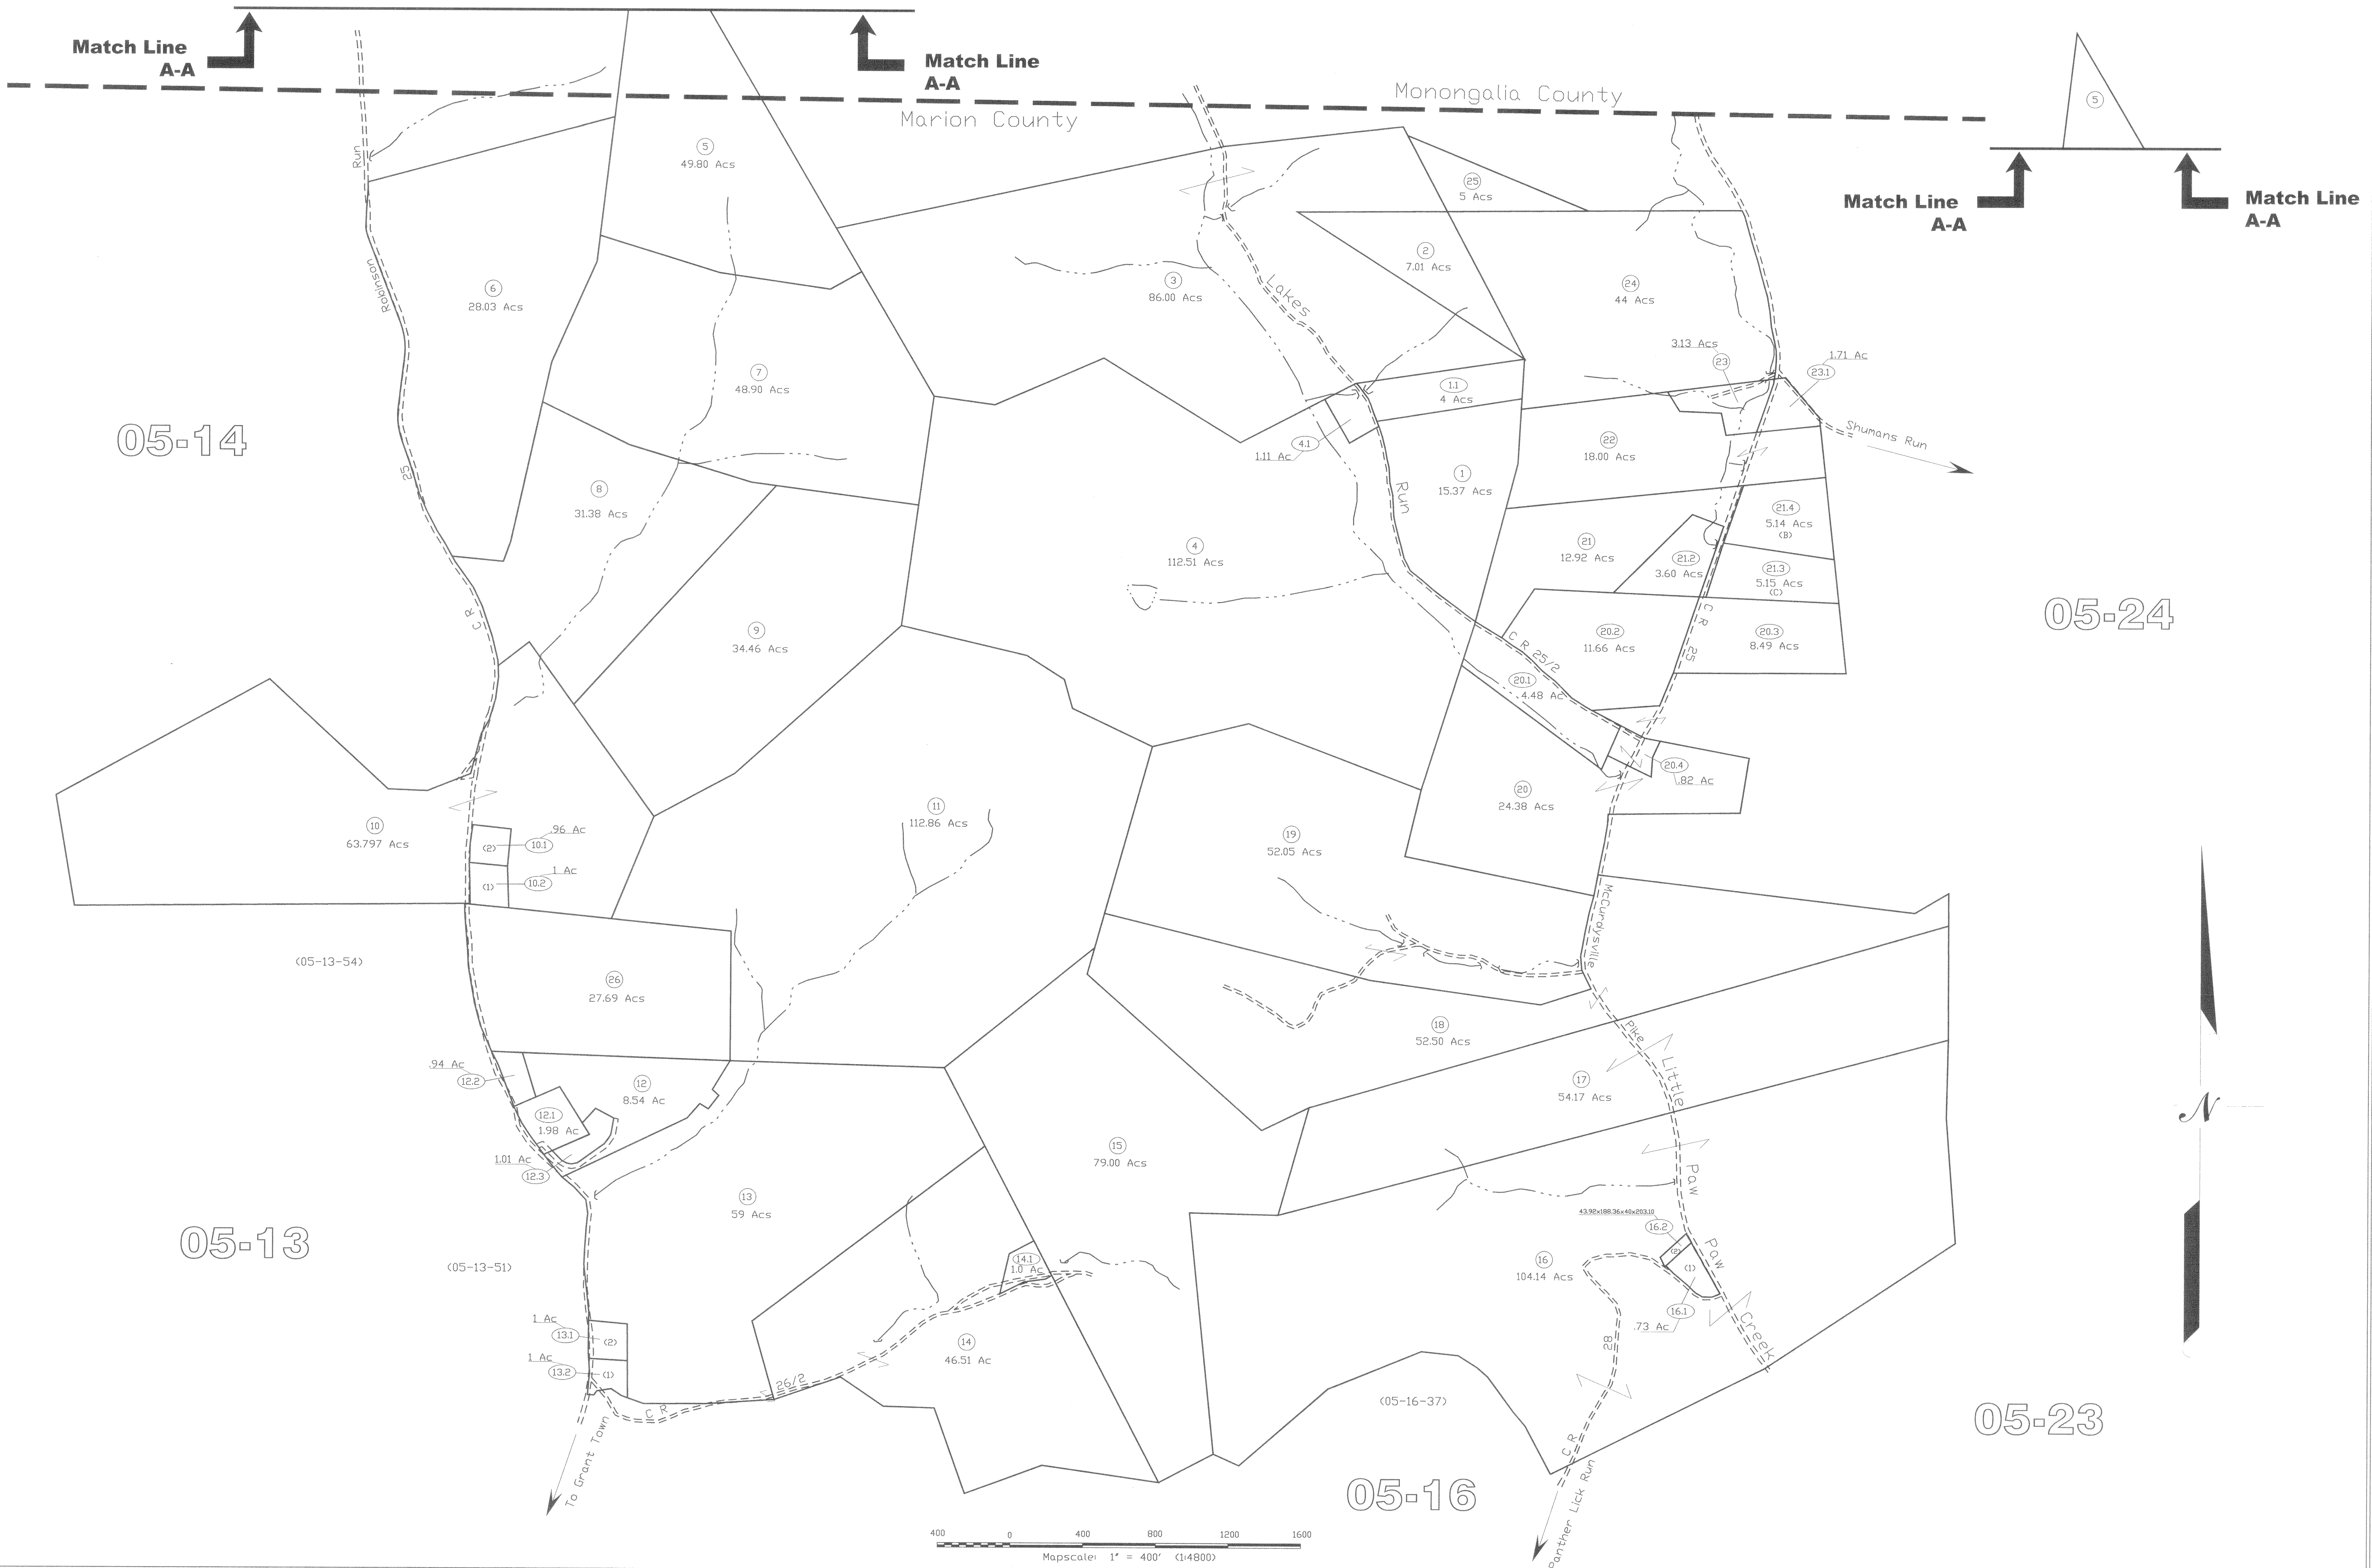 Match Line
A-A
Match Line
A-A
Monongalia County
Marion County
5
Match Line
A-A
Match Line
A-A
Run
Robinson
25
C R
5
49.80 Acs
25
5 Acs
2
7.01 Acs
3
86.00 Acs
24
44 Acs
6
28.03 Acs
Lakes
Run
3.13 Acs
23
1.71 Ac
23.1
7
48.90 Acs
1.1
4 Acs
4.1
1.11 Ac
05-14
Shumans Run
22
18.00 Acs
1
15.37 Acs
8
31.38 Acs
21.4
5.14 Acs
(B)
4
112.51 Acs
21
12.92 Acs
21.2
3.60 Acs
21.3
5.15 Acs
(C)
05-24
9
34.46 Acs
C R 25/2
20.2
11.66 Acs
C R
25
20.3
8.49 Acs
20.1
4.48 Ac
20.4
.82 Ac
20
24.38 Acs
10
63.797 Acs
.96 Ac
(2)
10.1
1 Ac
(1)
10.2
11
112.86 Acs
19
52.05 Acs
McCurdysville
Pike
(05-13-54)
26
27.69 Acs
18
52.50 Acs
Little
Paw
Paw
Creek
.94 Ac
12.2
12
8.54 Ac
12.1
1.98 Ac
1.01 Ac
12.3
17
54.17 Acs
15
79.00 Acs
N
13
59 Acs
43.92x188.36x40x203.10
16.2
(2)
(1)
16.1
.73 Ac
05-13
(05-13-51)
14.1
1.0 Ac
16
104.14 Acs
1 Ac
13.1
(2)
1 Ac
13.2
(1)
14
46.51 Ac
26/2
C R
82
C R
(05-16-37)
05-23
To Grant Town
05-16
Panther Lick Run
400 0 400 800 1200 1600
Mapscale: 1" = 400' (1:4800)